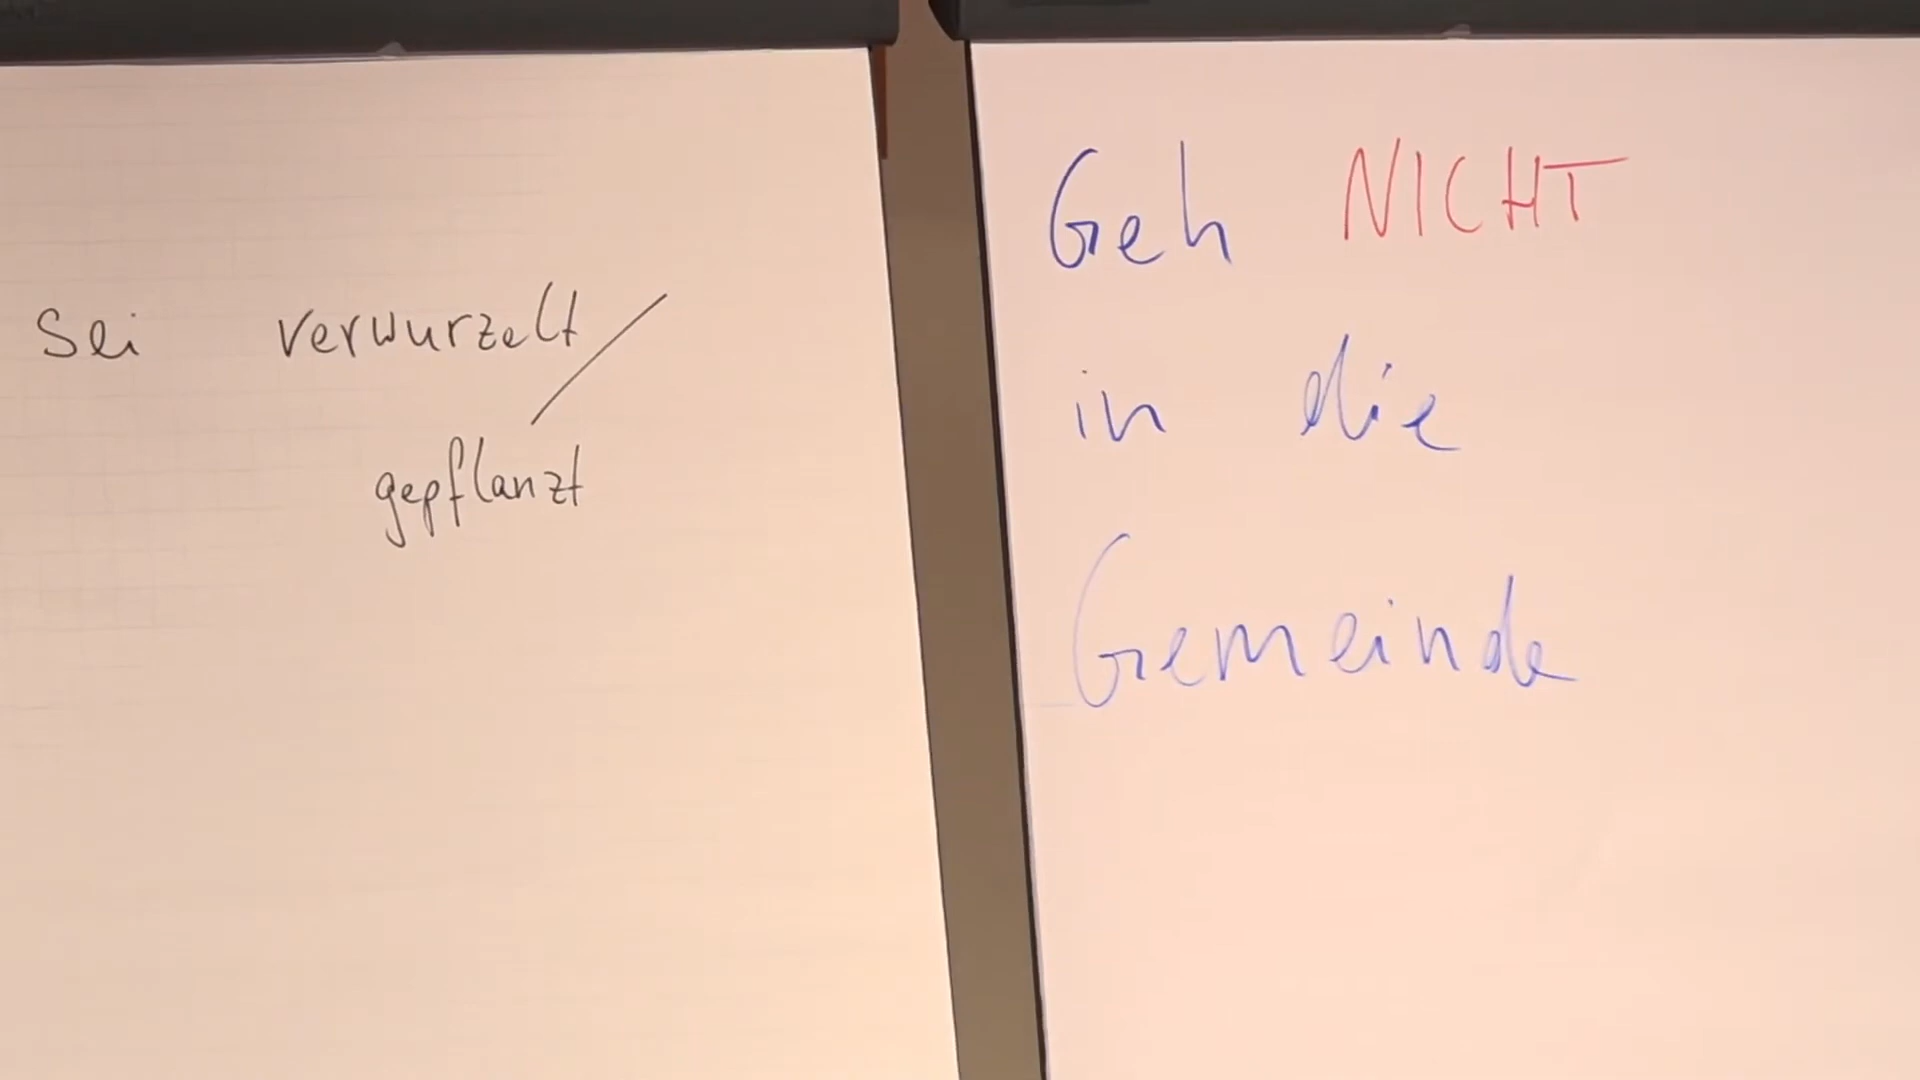 Sei verwurzelt/
gepflanzt
Geh NICHT
in die
Gemeinde